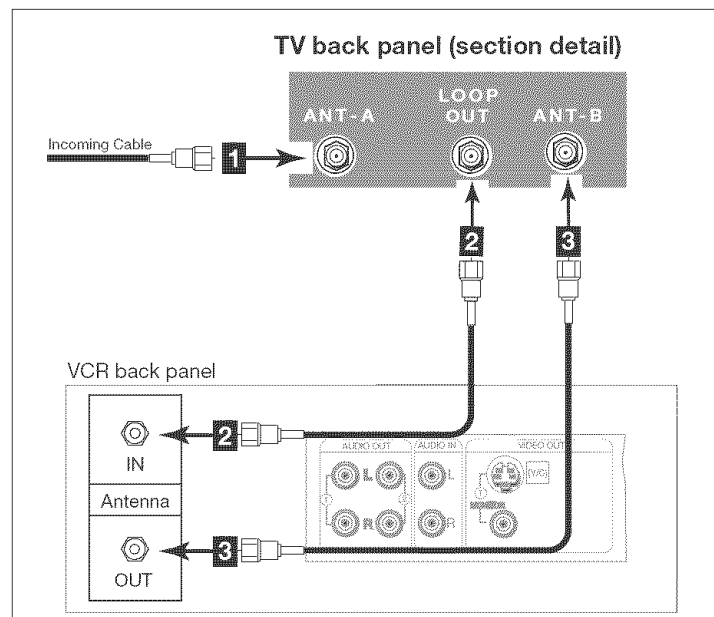 TV back panel (section detail)
ANT-A
LOOP
OUT
ANT-B
Incoming Cable
1
2
3
VCR back panel
2
IN
Antenna
3
OUT
AUDIO OUT
AUDIO IN
VIDEO OUT
L
L
(Y/C)
R
R